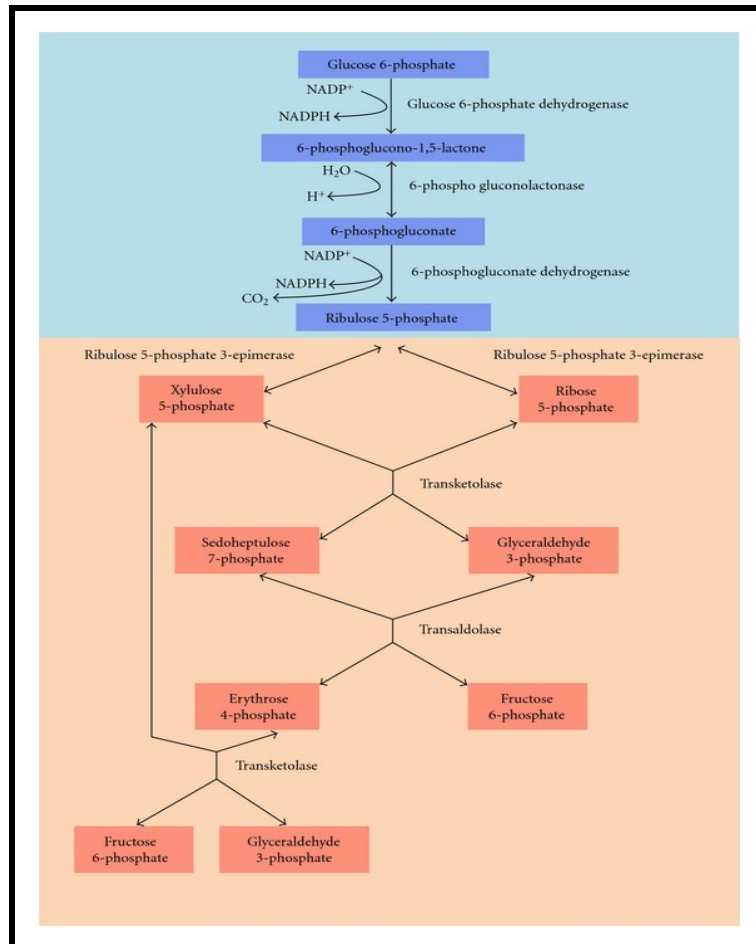 Glucose 6-phosphate
NADP⁺
NADPH
Glucose 6-phosphate dehydrogenase
6-phosphoglucono-1,5-lactone
H₂O
H⁺
6-phospho gluconolactonase
6-phosphogluconate
NADP⁺
NADPH
CO₂
6-phosphogluconate dehydrogenase
Ribulose 5-phosphate
Ribulose 5-phosphate 3-epimerase
Ribulose 5-phosphate 3-epimerase
Xylulose
5-phosphate
Ribose
5-phosphate
Transketolase
Sedoheptulose
7-phosphate
Glyceraldehyde
3-phosphate
Transaldolase
Erythrose
4-phosphate
Fructose
6-phosphate
Transketolase
Fructose
6-phosphate
Glyceraldehyde
3-phosphate